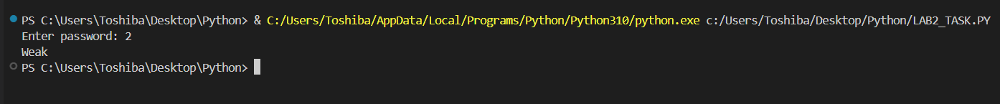 PS C:\Users\Toshiba\Desktop\Python> & C:/Users/Toshiba/AppData/Local/Programs/Python/Python310/python.exe c:/Users/Toshiba/Desktop/Python/LAB2_TASK.PY
Enter password: 2
Weak
PS C:\Users\Toshiba\Desktop\Python>